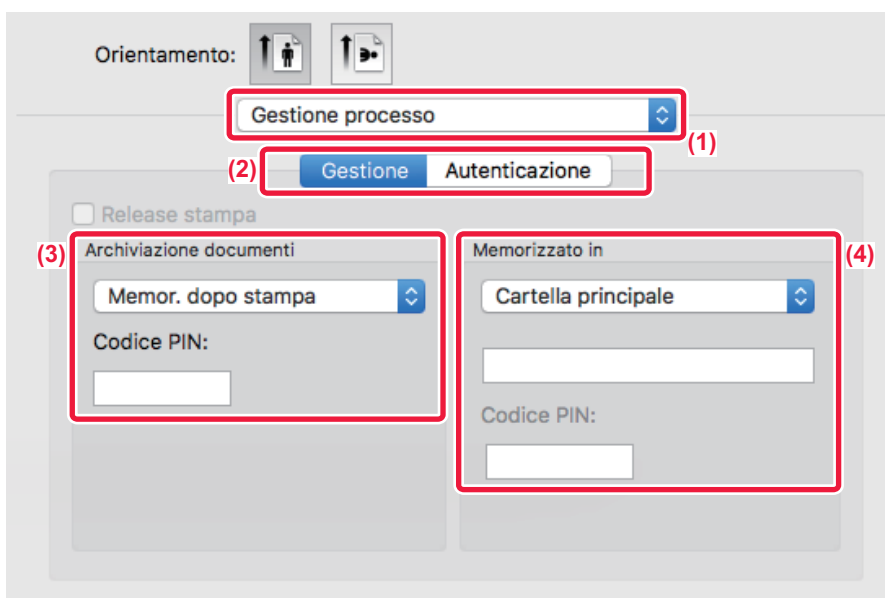 Orientamento:
Gestione processo
(1)
(2)
Gestione Autenticazione
Release stampa
(3)
Archiviazione documenti
Memor. dopo stampa
Codice PIN:
Memorizzato in
(4)
Cartella principale
Codice PIN: